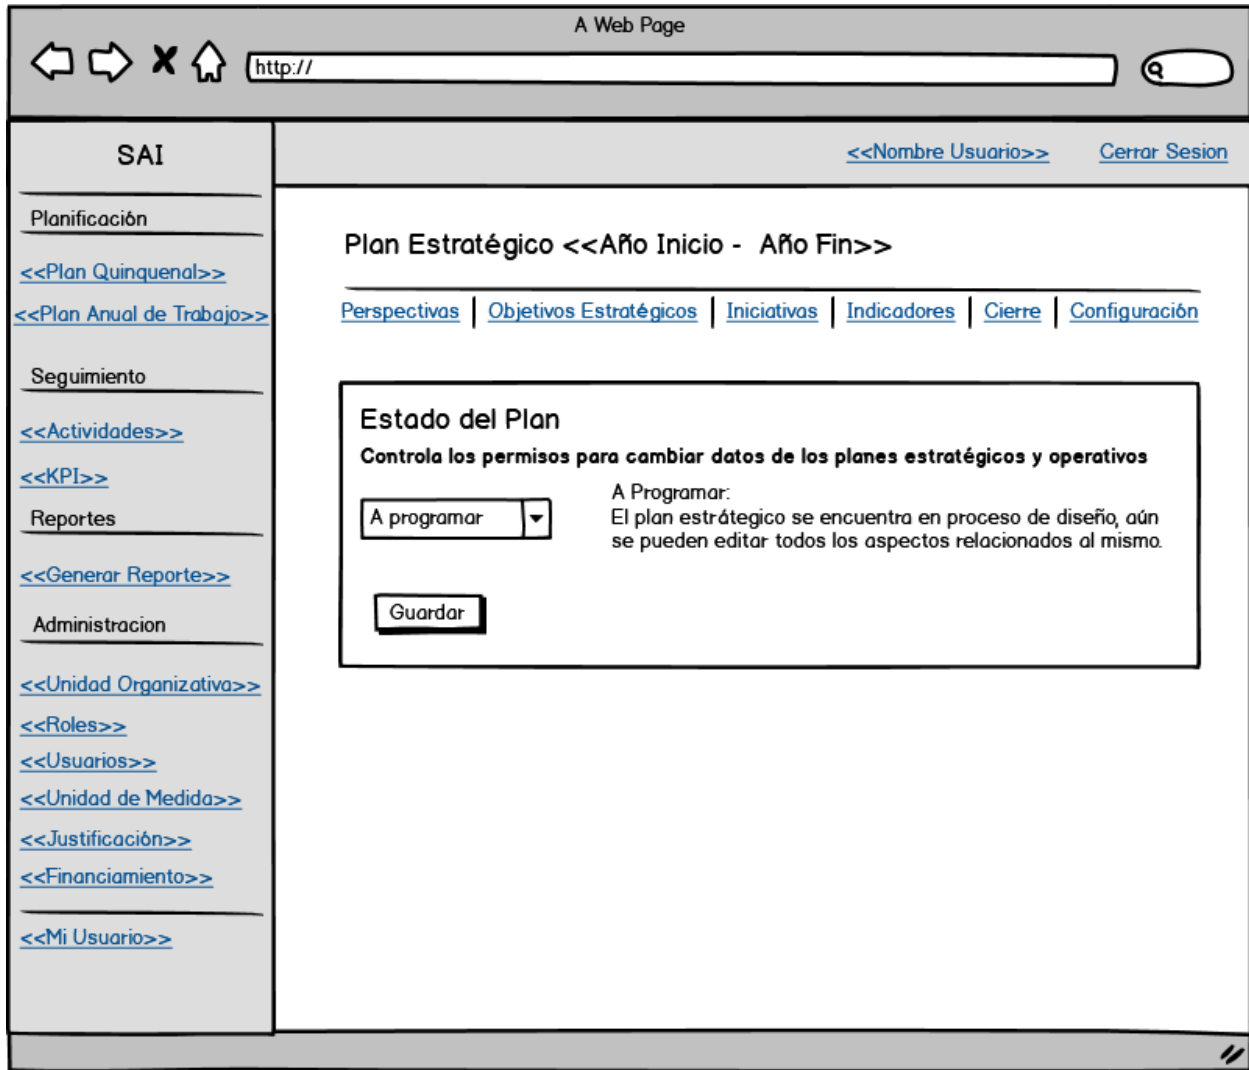 A Web Page
http://
SAI
<<Nombre Usuario>>
Cerrar Sesion
Planificación
<<Plan Quinquenal>>
<<Plan Anual de Trabajo>>
Seguimiento
<<Actividades>>
<<KPI>>
Reportes
<<Generar Reporte>>
Administracion
<<Unidad Organizativa>>
<<Roles>>
<<Usuarios>>
<<Unidad de Medida>>
<<Justificación>>
<<Financiamiento>>
<<Mi Usuario>>
Plan Estratégico <<Año Inicio - Año Fin>>
Perspectivas | Objetivos Estratégicos | Iniciativas | Indicadores | Cierre | Configuración
Estado del Plan
Controla los permisos para cambiar datos de los planes estratégicos y operativos
A programar
A Programar:
El plan estrátegico se encuentra en proceso de diseño, aún
se pueden editar todos los aspectos relacionados al mismo.
Guardar